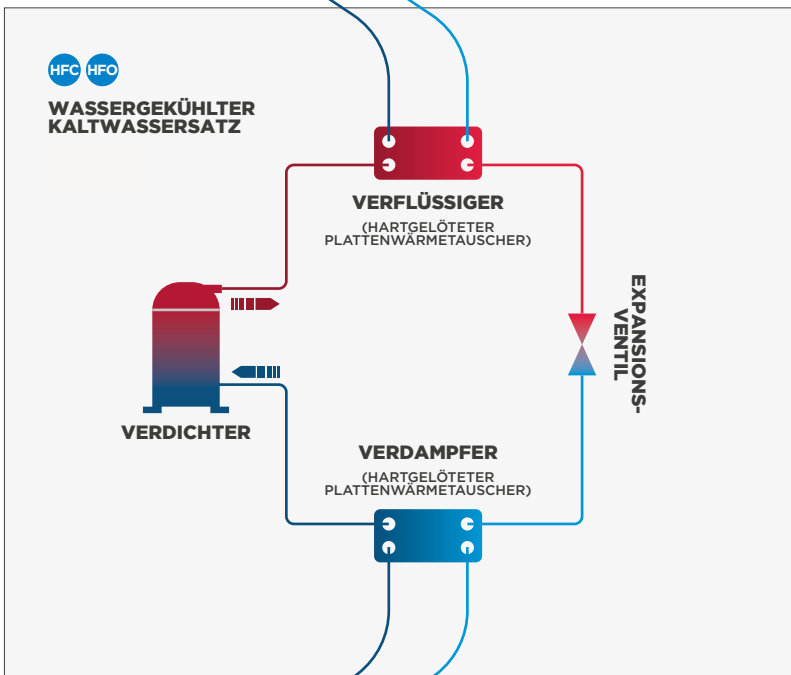 HFC HFO
WASSERGEKÜHLTER
KALTWASSERSATZ
VERFLÜSSIGER
(HARTGELÖTETER
PLATTENWÄRMETAUSCHER)
EXPANSIONS-
VENTIL
VERDICHTER
VERDAMPFER
(HARTGELÖTETER
PLATTENWÄRMETAUSCHER)